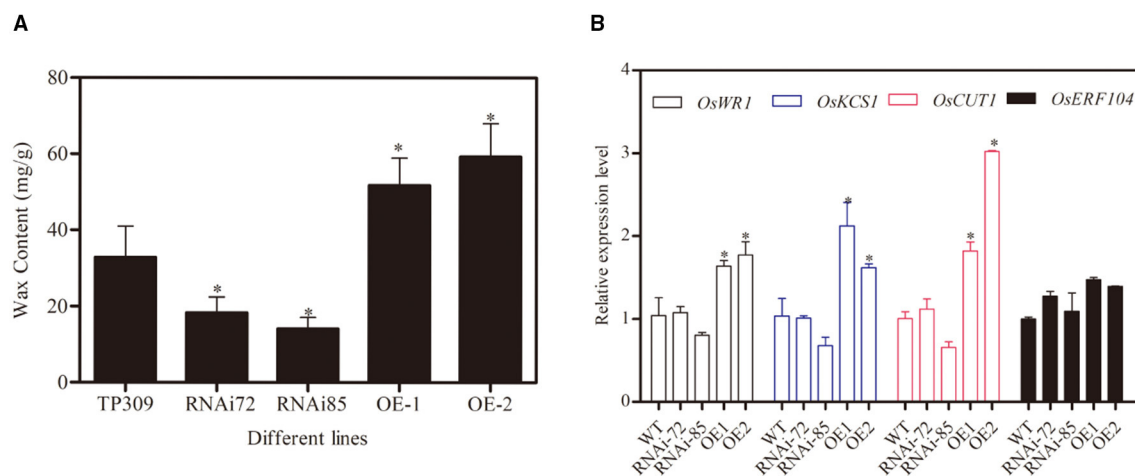 A
Wax Content (mg/g)
80
60
40
20
0
*
*
*
*
TP309 RNAi72 RNAi85 OE-1 OE-2
Different lines
B
Relative expression level
4
3
2
1
0
OsWR1 OsKCS1 OsCUT1 OsERF104
*
*
*
*
*
*
WT RNAi-72 RNAi-85 OE1 OE2
WT RNAi-72 RNAi-85 OE1 OE2
WT RNAi-72 RNAi-85 OE1 OE2
WT RNAi-72 RNAi-85 OE1 OE2